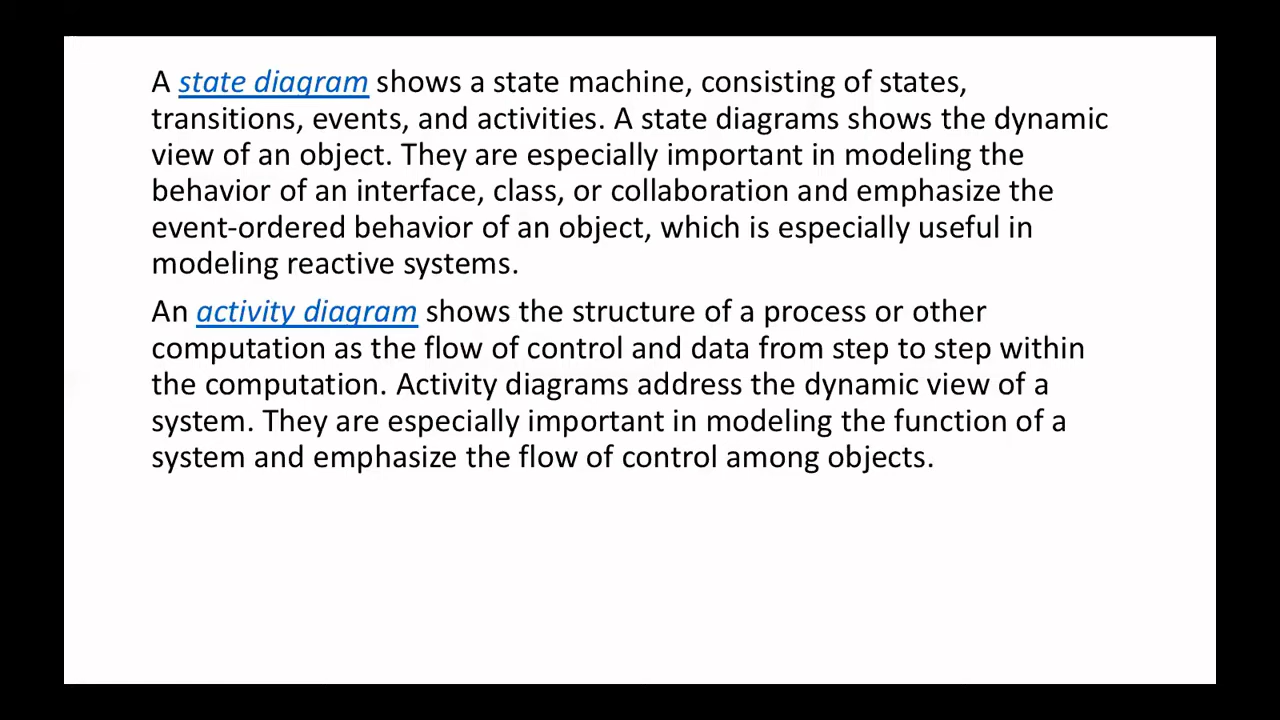 A state diagram shows a state machine, consisting of states,
transitions, events, and activities. A state diagrams shows the dynamic
view of an object. They are especially important in modeling the
behavior of an interface, class, or collaboration and emphasize the
event-ordered behavior of an object, which is especially useful in
modeling reactive systems.
An activity diagram shows the structure of a process or other
computation as the flow of control and data from step to step within
the computation. Activity diagrams address the dynamic view of a
system. They are especially important in modeling the function of a
system and emphasize the flow of control among objects.